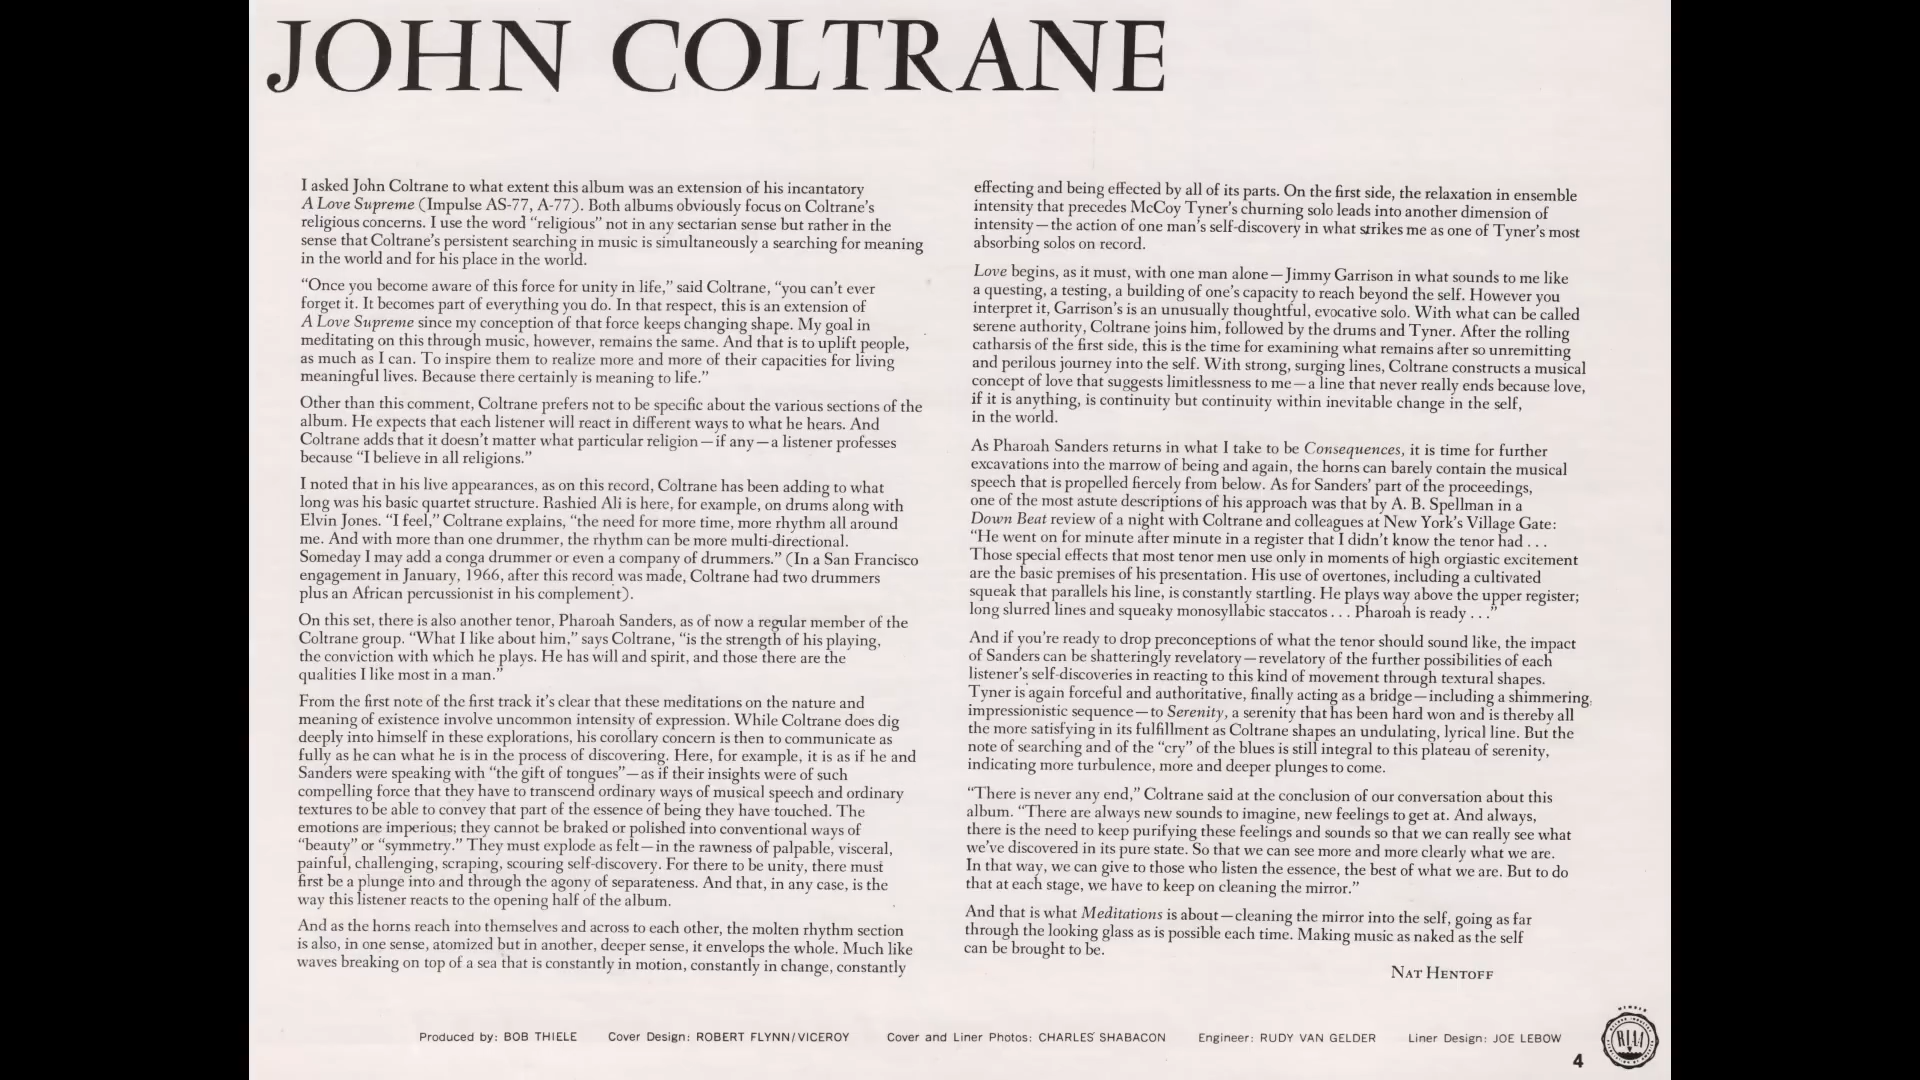 JOHN COLTRANE
I asked John Coltrane to what extent this album was an extension of his incantatory
A Love Supreme (Impulse AS-77, A-77). Both albums obviously focus on Coltrane's
religious concerns. I use the word “religious” not in any sectarian sense but rather in the
sense that Coltrane's persistent searching in music is simultaneously a searching for meaning
in the world and for his place in the world.
“Once you become aware of this force for unity in life,” said Coltrane, “you can't ever
forget it. It becomes part of everything you do. In that respect, this is an extension of
A Love Supreme since my conception of that force keeps changing shape. My goal in
meditating on this through music, however, remains the same. And that is to uplift people,
as much as I can. To inspire them to realize more and more of their capacities for living
meaningful lives. Because there certainly is meaning to life.”
Other than this comment, Coltrane prefers not to be specific about the various sections of the
album. He expects that each listener will react in different ways to what he hears. And
Coltrane adds that it doesn't matter what particular religion—if any—a listener professes
because “I believe in all religions.”
I noted that in his live appearances, as on this record, Coltrane has been adding to what
long was his basic quartet structure. Rashied Ali is here, for example, on drums along with
Elvin Jones. “I feel,” Coltrane explains, “the need for more time, more rhythm all around
me. And with more than one drummer, the rhythm can be more multi-directional.
Someday I may add a conga drummer or even a company of drummers.” (In a San Francisco
engagement in January, 1966, after this record was made, Coltrane had two drummers
plus an African percussionist in his complement).
On this set, there is also another tenor, Pharoah Sanders, as of now a regular member of the
Coltrane group. “What I like about him,” says Coltrane, “is the strength of his playing,
the conviction with which he plays. He has will and spirit, and those there are the
qualities I like most in a man.”
From the first note of the first track it's clear that these meditations on the nature and
meaning of existence involve uncommon intensity of expression. While Coltrane does dig
deeply into himself in these explorations, his corollary concern is then to communicate as
fully as he can what he is in the process of discovering. Here, for example, it is as if he and
Sanders were speaking with “the gift of tongues”—as if their insights were of such
compelling force that they have to transcend ordinary ways of musical speech and ordinary
textures to be able to convey that part of the essence of being they have touched. The
emotions are imperious; they cannot be braked or polished into conventional ways of
“beauty” or “symmetry.” They must explode as felt—in the rawness of palpable, visceral,
painful, challenging, scraping, scouring self-discovery. For there to be unity, there must
first be a plunge into and through the agony of separateness. And that, in any case, is the
way this listener reacts to the opening half of the album.
And as the horns reach into themselves and across to each other, the molten rhythm section
is also, in one sense, atomized but in another, deeper sense, it envelops the whole. Much like
waves breaking on top of a sea that is constantly in motion, constantly in change, constantly
effecting and being effected by all of its parts. On the first side, the relaxation in ensemble
intensity that precedes McCoy Tyner's churning solo leads into another dimension of
intensity—the action of one man's self-discovery in what strikes me as one of Tyner's most
absorbing solos on record.
Love begins, as it must, with one man alone—Jimmy Garrison in what sounds to me like
a questing, a testing, a building of one's capacity to reach beyond the self. However you
interpret it, Garrison's is an unusually thoughtful, evocative solo. With what can be called
serene authority, Coltrane joins him, followed by the drums and Tyner. After the rolling
catharsis of the first side, this is the time for examining what remains after so unremitting
and perilous journey into the self. With strong, surging lines, Coltrane constructs a musical
concept of love that suggests limitlessness to me—a line that never really ends because love,
if it is anything, is continuity but continuity within inevitable change in the self,
in the world.
As Pharoah Sanders returns in what I take to be Consequences, it is time for further
excavations into the marrow of being and again, the horns can barely contain the musical
speech that is propelled fiercely from below. As for Sanders' part of the proceedings,
one of the most astute descriptions of his approach was that by A. B. Spellman in a
Down Beat review of a night with Coltrane and colleagues at New York's Village Gate:
“He went on for minute after minute in a register that I didn't know the tenor had . . .
Those special effects that most tenor men use only in moments of high orgiastic excitement
are the basic premises of his presentation. His use of overtones, including a cultivated
squeak that parallels his line, is constantly startling. He plays way above the upper register;
long slurred lines and squeaky monosyllabic staccatos . . . Pharoah is ready . . .”
And if you're ready to drop preconceptions of what the tenor should sound like, the impact
of Sanders can be shatteringly revelatory—revelatory of the further possibilities of each
listener's self-discoveries in reacting to this kind of movement through textural shapes.
Tyner is again forceful and authoritative, finally acting as a bridge—including a shimmering,
impressionistic sequence—to Serenity, a serenity that has been hard won and is thereby all
the more satisfying in its fulfillment as Coltrane shapes an undulating, lyrical line. But the
note of searching and of the “cry” of the blues is still integral to this plateau of serenity,
indicating more turbulence, more and deeper plunges to come.
“There is never any end,” Coltrane said at the conclusion of our conversation about this
album. “There are always new sounds to imagine, new feelings to get at. And always,
there is the need to keep purifying these feelings and sounds so that we can really see what
we've discovered in its pure state. So that we can see more and more clearly what we are.
In that way, we can give to those who listen the essence, the best of what we are. But to do
that at each stage, we have to keep on cleaning the mirror.”
And that is what Meditations is about—cleaning the mirror into the self, going as far
through the looking glass as is possible each time. Making music as naked as the self
can be brought to be.
NAT HENTOFF
Produced by: BOB THIELE Cover Design: ROBERT FLYNN/VICEROY Cover and Liner Photos: CHARLES SHABACON Engineer: RUDY VAN GELDER Liner Design: JOE LEBOW
4
RIAA